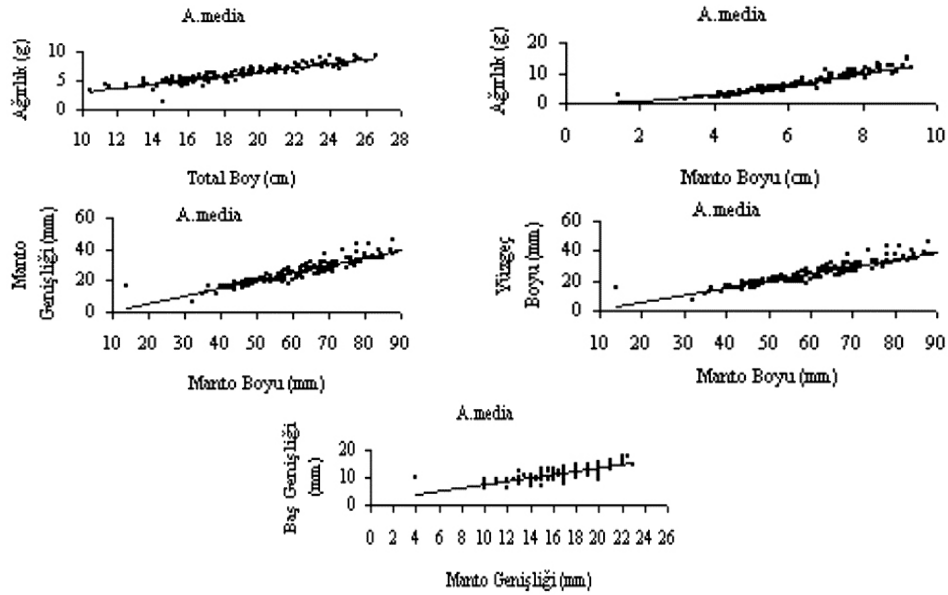 A.media
Ağırlık (g)
10
5
0
10 12 14 16 18 20 22 24 26 28
Total Boy (cm)
A.media
Ağırlık (g)
20
10
0
0 2 4 6 8 10
Manto Boyu (cm)
A.media
Manto
Genişliği (mm)
60
40
20
0
10 20 30 40 50 60 70 80 90
Manto Boyu (mm)
A.media
Yüzgeç
Boyu (mm)
60
40
20
0
10 20 30 40 50 60 70 80 90
Manto Boyu (mm)
A.media
Baş Genişliği
(mm)
20
10
0
0 2 4 6 8 10 12 14 16 18 20 22 24 26
Manto Genişliği (mm)